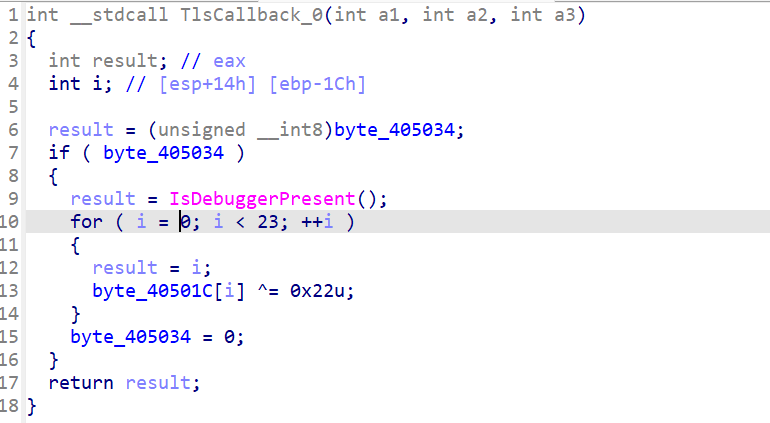 1 int __stdcall TlsCallback_0(int a1, int a2, int a3)
2 {
3   int result; // eax
4   int i; // [esp+14h] [ebp-1Ch]
5
6   result = (unsigned __int8)byte_405034;
7   if ( byte_405034 )
8   {
9     result = IsDebuggerPresent();
10     for ( i = 0; i < 23; ++i )
11     {
12       result = i;
13       byte_40501C[i] ^= 0x22u;
14     }
15     byte_405034 = 0;
16   }
17   return result;
18 }